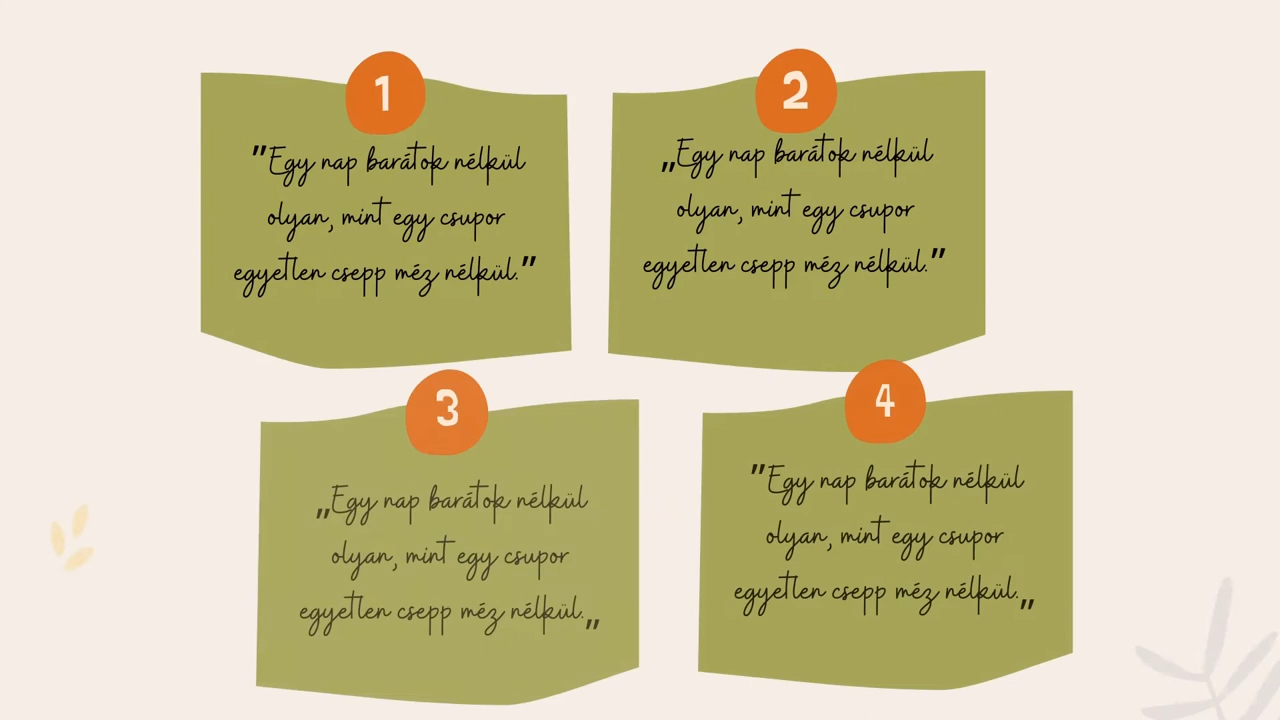 1
"Egy nap barátok nélkül
olyan, mint egy csupor
egyetlen csepp méz nélkül."
2
„Egy nap barátok nélkül
olyan, mint egy csupor
egyetlen csepp méz nélkül.”
3
„Egy nap barátok nélkül
olyan, mint egy csupor
egyetlen csepp méz nélkül.„
4
"Egy nap barátok nélkül
olyan, mint egy csupor
egyetlen csepp méz nélkül.„